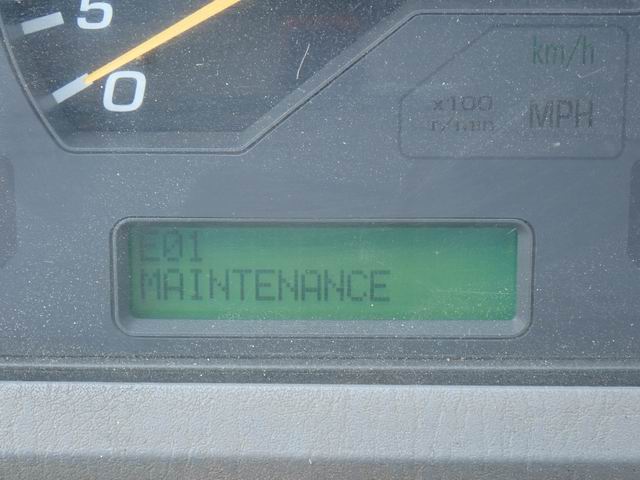 5
0
km/h
x100
r/min
MPH
E01
MAINTENANCE